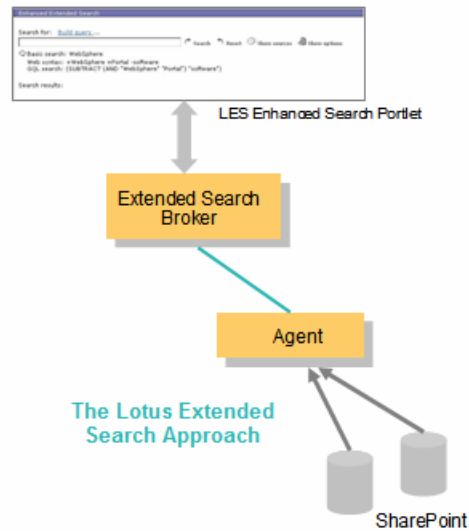 Enhanced Extended Search
Search for: Build query ...
Search Reset Show sources Show options
Basic search: WebSphere
Web syntax: +WebSphere +Portal -software
GQL search: (SUBTRACT (AND "WebSphere" "Portal") "software")
Search results:
LES Enhanced Search Portlet
Extended Search
Broker
Agent
The Lotus Extended
Search Approach
SharePoint